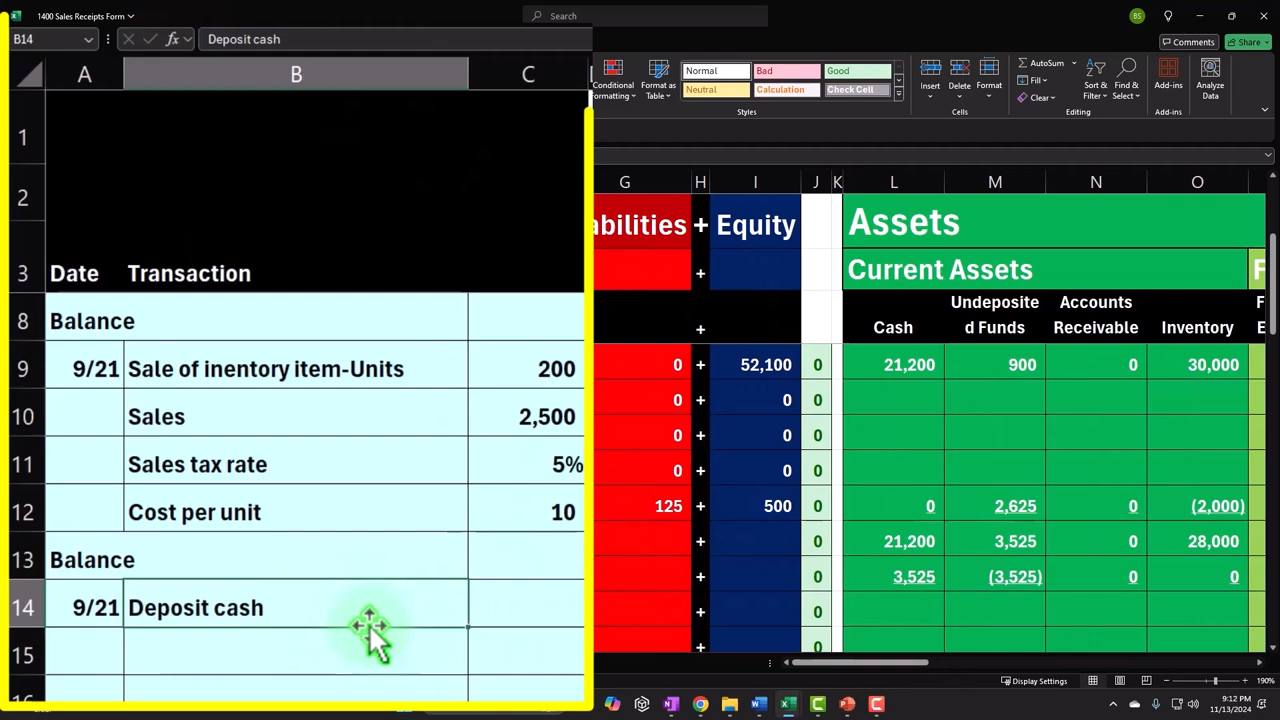 1400 Sales Receipts Form
Search
BS
B14
fx
Deposit cash
Comments
Share
Conditional
Formatting
Format as
Table
Normal
Bad
Good
Neutral
Calculation
Check Cell
Styles
Insert
Delete
Format
Cells
AutoSum
Fill
Clear
Sort &
Filter
Find &
Select
Editing
Add-ins
Add-ins
Analyze
Data
A B C
G H I J K L M N O
1
2
3 Date Transaction
8 Balance
9 9/21 Sale of inentory item-Units 200
10 Sales 2,500
11 Sales tax rate 5%
12 Cost per unit 10
13 Balance
14 9/21 Deposit cash
15
abilities + Equity
+
+
Assets
Current Assets
F
Cash
Undeposite
d Funds
Accounts
Receivable
Inventory
F
E
0 + 52,100 0 21,200 900 0 30,000
0 + 0 0
0 + 0 0
0 + 0 0
125 + 500 0 0 2,625 0 (2,000)
+ 0 21,200 3,525 0 28,000
+ 0 3,525 (3,525) 0 0
+ 0
+ 0
Display Settings
190%
9:12 PM
11/13/2024